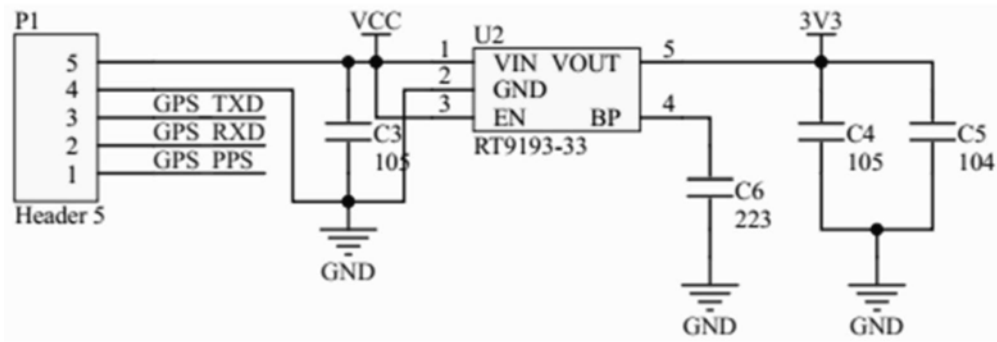 P1
VCC
U2
3V3
5
4
3
2
1
GPS TXD
GPS RXD
GPS PPS
Header 5
C3
105
GND
1
2
3
VIN VOUT
GND
EN BP
RT9193-33
5
4
C6
223
GND
C4
105
C5
104
GND